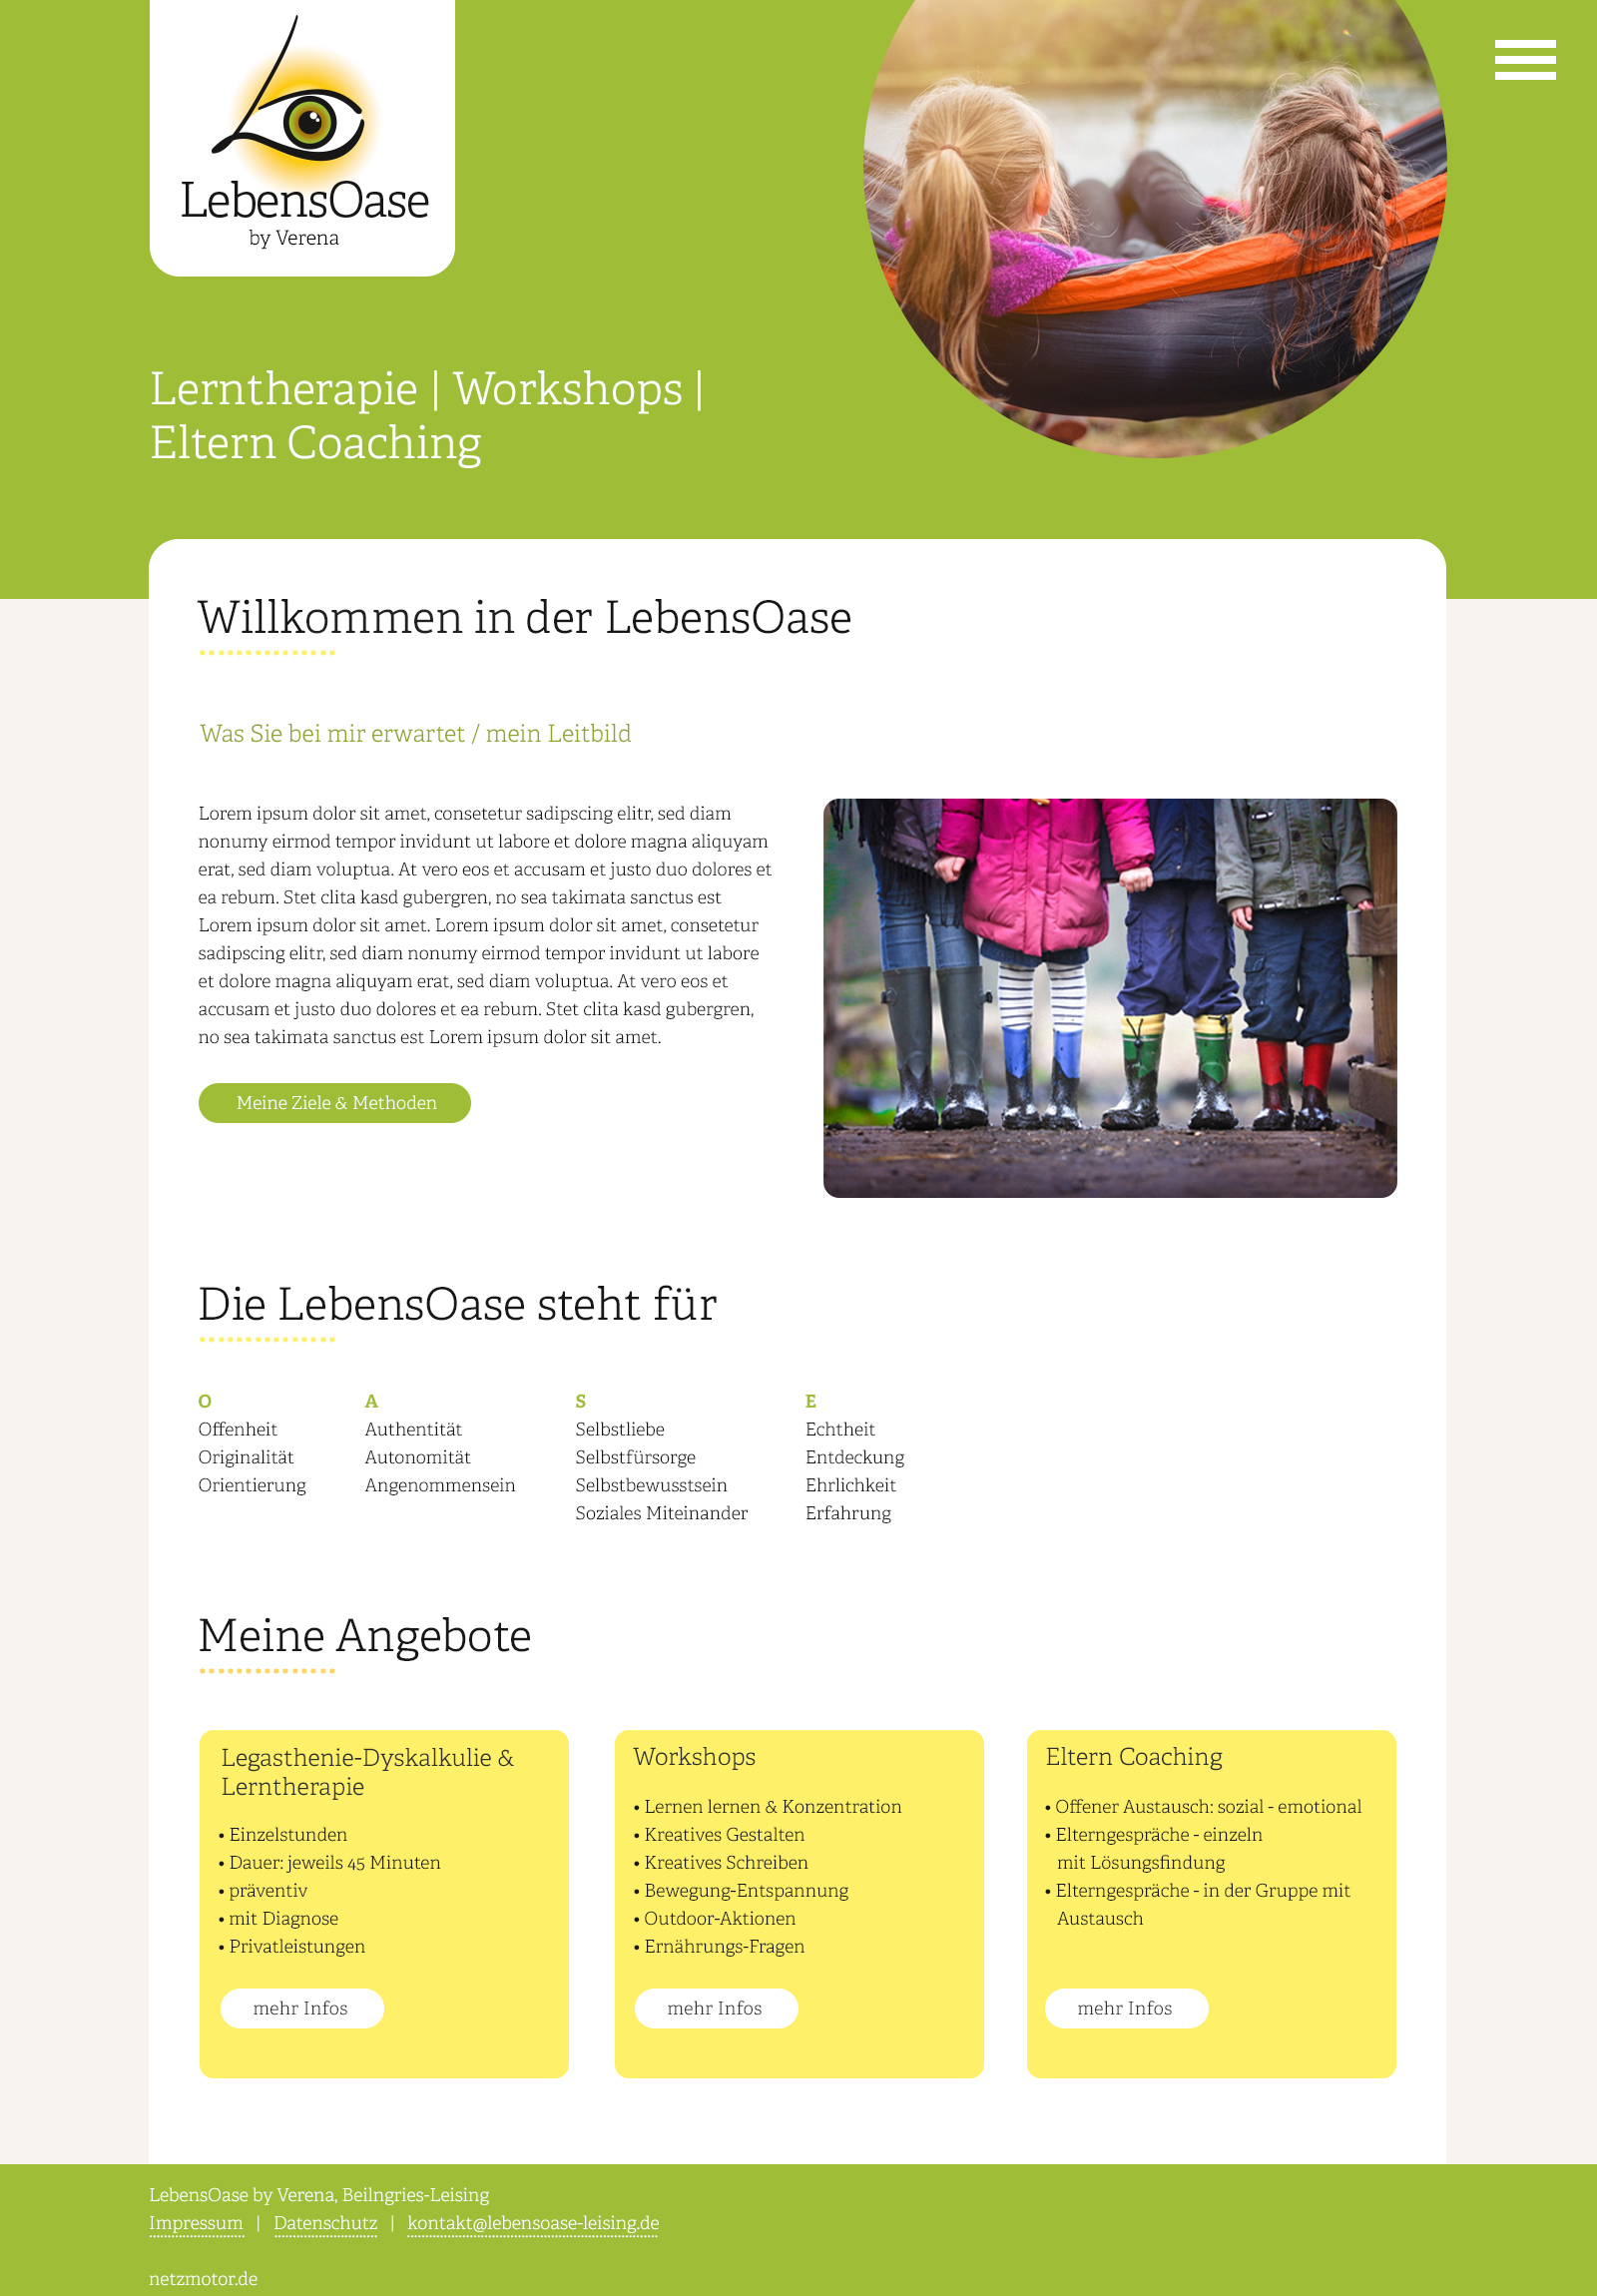 LebensOase
by Verena
Lerntherapie | Workshops |
Eltern Coaching
Willkommen in der LebensOase
Was Sie bei mir erwartet / mein Leitbild
Lorem ipsum dolor sit amet, consetetur sadipscing elitr, sed diam
nonumy eirmod tempor invidunt ut labore et dolore magna aliquyam
erat, sed diam voluptua. At vero eos et accusam et justo duo dolores et
ea rebum. Stet clita kasd gubergren, no sea takimata sanctus est
Lorem ipsum dolor sit amet. Lorem ipsum dolor sit amet, consetetur
sadipscing elitr, sed diam nonumy eirmod tempor invidunt ut labore
et dolore magna aliquyam erat, sed diam voluptua. At vero eos et
accusam et justo duo dolores et ea rebum. Stet clita kasd gubergren,
no sea takimata sanctus est Lorem ipsum dolor sit amet.
Meine Ziele & Methoden
Die LebensOase steht für
O
Offenheit
Originalität
Orientierung
A
Authentität
Autonomität
Angenommensein
S
Selbstliebe
Selbstfürsorge
Selbstbewusstsein
Soziales Miteinander
E
Echtheit
Entdeckung
Ehrlichkeit
Erfahrung
Meine Angebote
Legasthenie-Dyskalkulie &
Lerntherapie
• Einzelstunden
• Dauer: jeweils 45 Minuten
• präventiv
• mit Diagnose
• Privatleistungen
mehr Infos
Workshops
• Lernen lernen & Konzentration
• Kreatives Gestalten
• Kreatives Schreiben
• Bewegung-Entspannung
• Outdoor-Aktionen
• Ernährungs-Fragen
mehr Infos
Eltern Coaching
• Offener Austausch: sozial - emotional
• Elterngespräche - einzeln
mit Lösungsfindung
• Elterngespräche - in der Gruppe mit
Austausch
mehr Infos
LebensOase by Verena, Beilngries-Leising
Impressum | Datenschutz | kontakt@lebensoase-leising.de
netzmotor.de